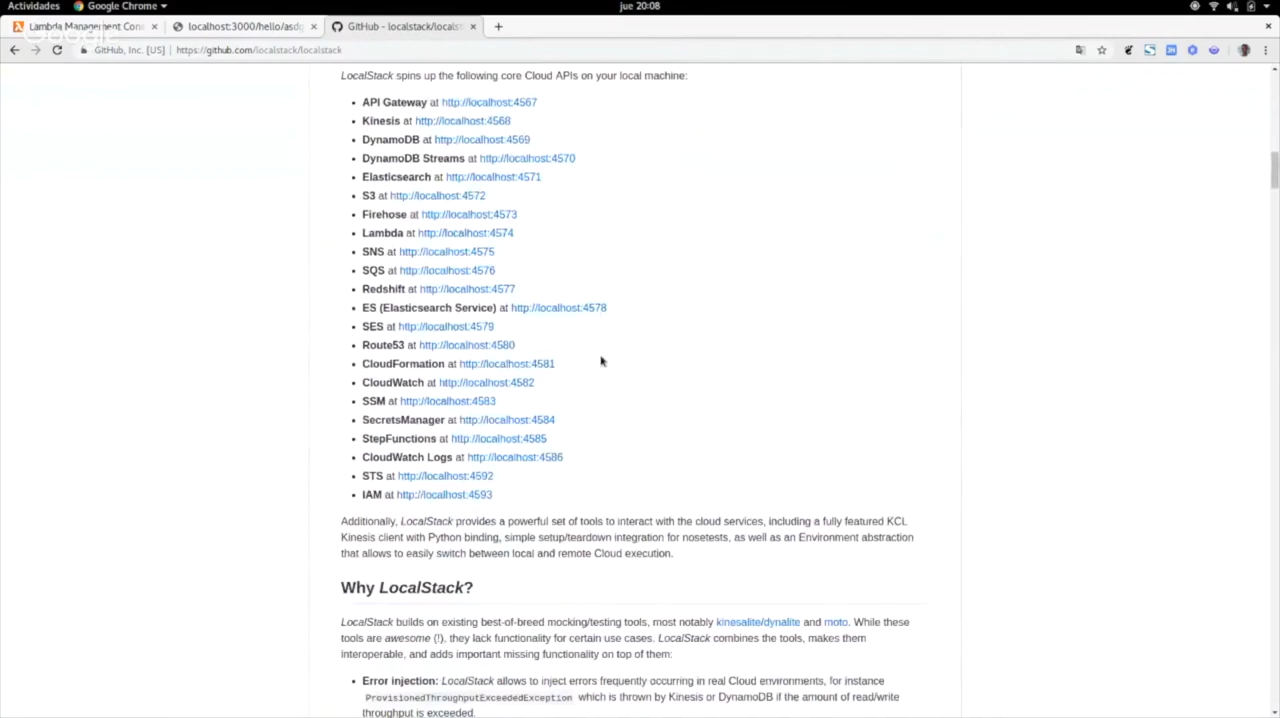 Actividades Google Chrome jue 20:08
Lambda Management Con localhost:3000/hello/asdg GitHub - localstack/locals
Google
GitHub, Inc. [US] | https://github.com/localstack/localstack
LocalStack spins up the following core Cloud APIs on your local machine:
• API Gateway at http://localhost:4567
• Kinesis at http://localhost:4568
• DynamoDB at http://localhost:4569
• DynamoDB Streams at http://localhost:4570
• Elasticsearch at http://localhost:4571
• S3 at http://localhost:4572
• Firehose at http://localhost:4573
• Lambda at http://localhost:4574
• SNS at http://localhost:4575
• SQS at http://localhost:4576
• Redshift at http://localhost:4577
• ES (Elasticsearch Service) at http://localhost:4578
• SES at http://localhost:4579
• Route53 at http://localhost:4580
• CloudFormation at http://localhost:4581
• CloudWatch at http://localhost:4582
• SSM at http://localhost:4583
• SecretsManager at http://localhost:4584
• StepFunctions at http://localhost:4585
• CloudWatch Logs at http://localhost:4586
• STS at http://localhost:4592
• IAM at http://localhost:4593
Additionally, LocalStack provides a powerful set of tools to interact with the cloud services, including a fully featured KCL
Kinesis client with Python binding, simple setup/teardown integration for nosetests, as well as an Environment abstraction
that allows to easily switch between local and remote Cloud execution.
Why LocalStack?
LocalStack builds on existing best-of-breed mocking/testing tools, most notably kinesalite/dynalite and moto. While these
tools are awesome (!), they lack functionality for certain use cases. LocalStack combines the tools, makes them
interoperable, and adds important missing functionality on top of them:
• Error injection: LocalStack allows to inject errors frequently occurring in real Cloud environments, for instance
ProvisionedThroughputExceededException which is thrown by Kinesis or DynamoDB if the amount of read/write
throughput is exceeded.